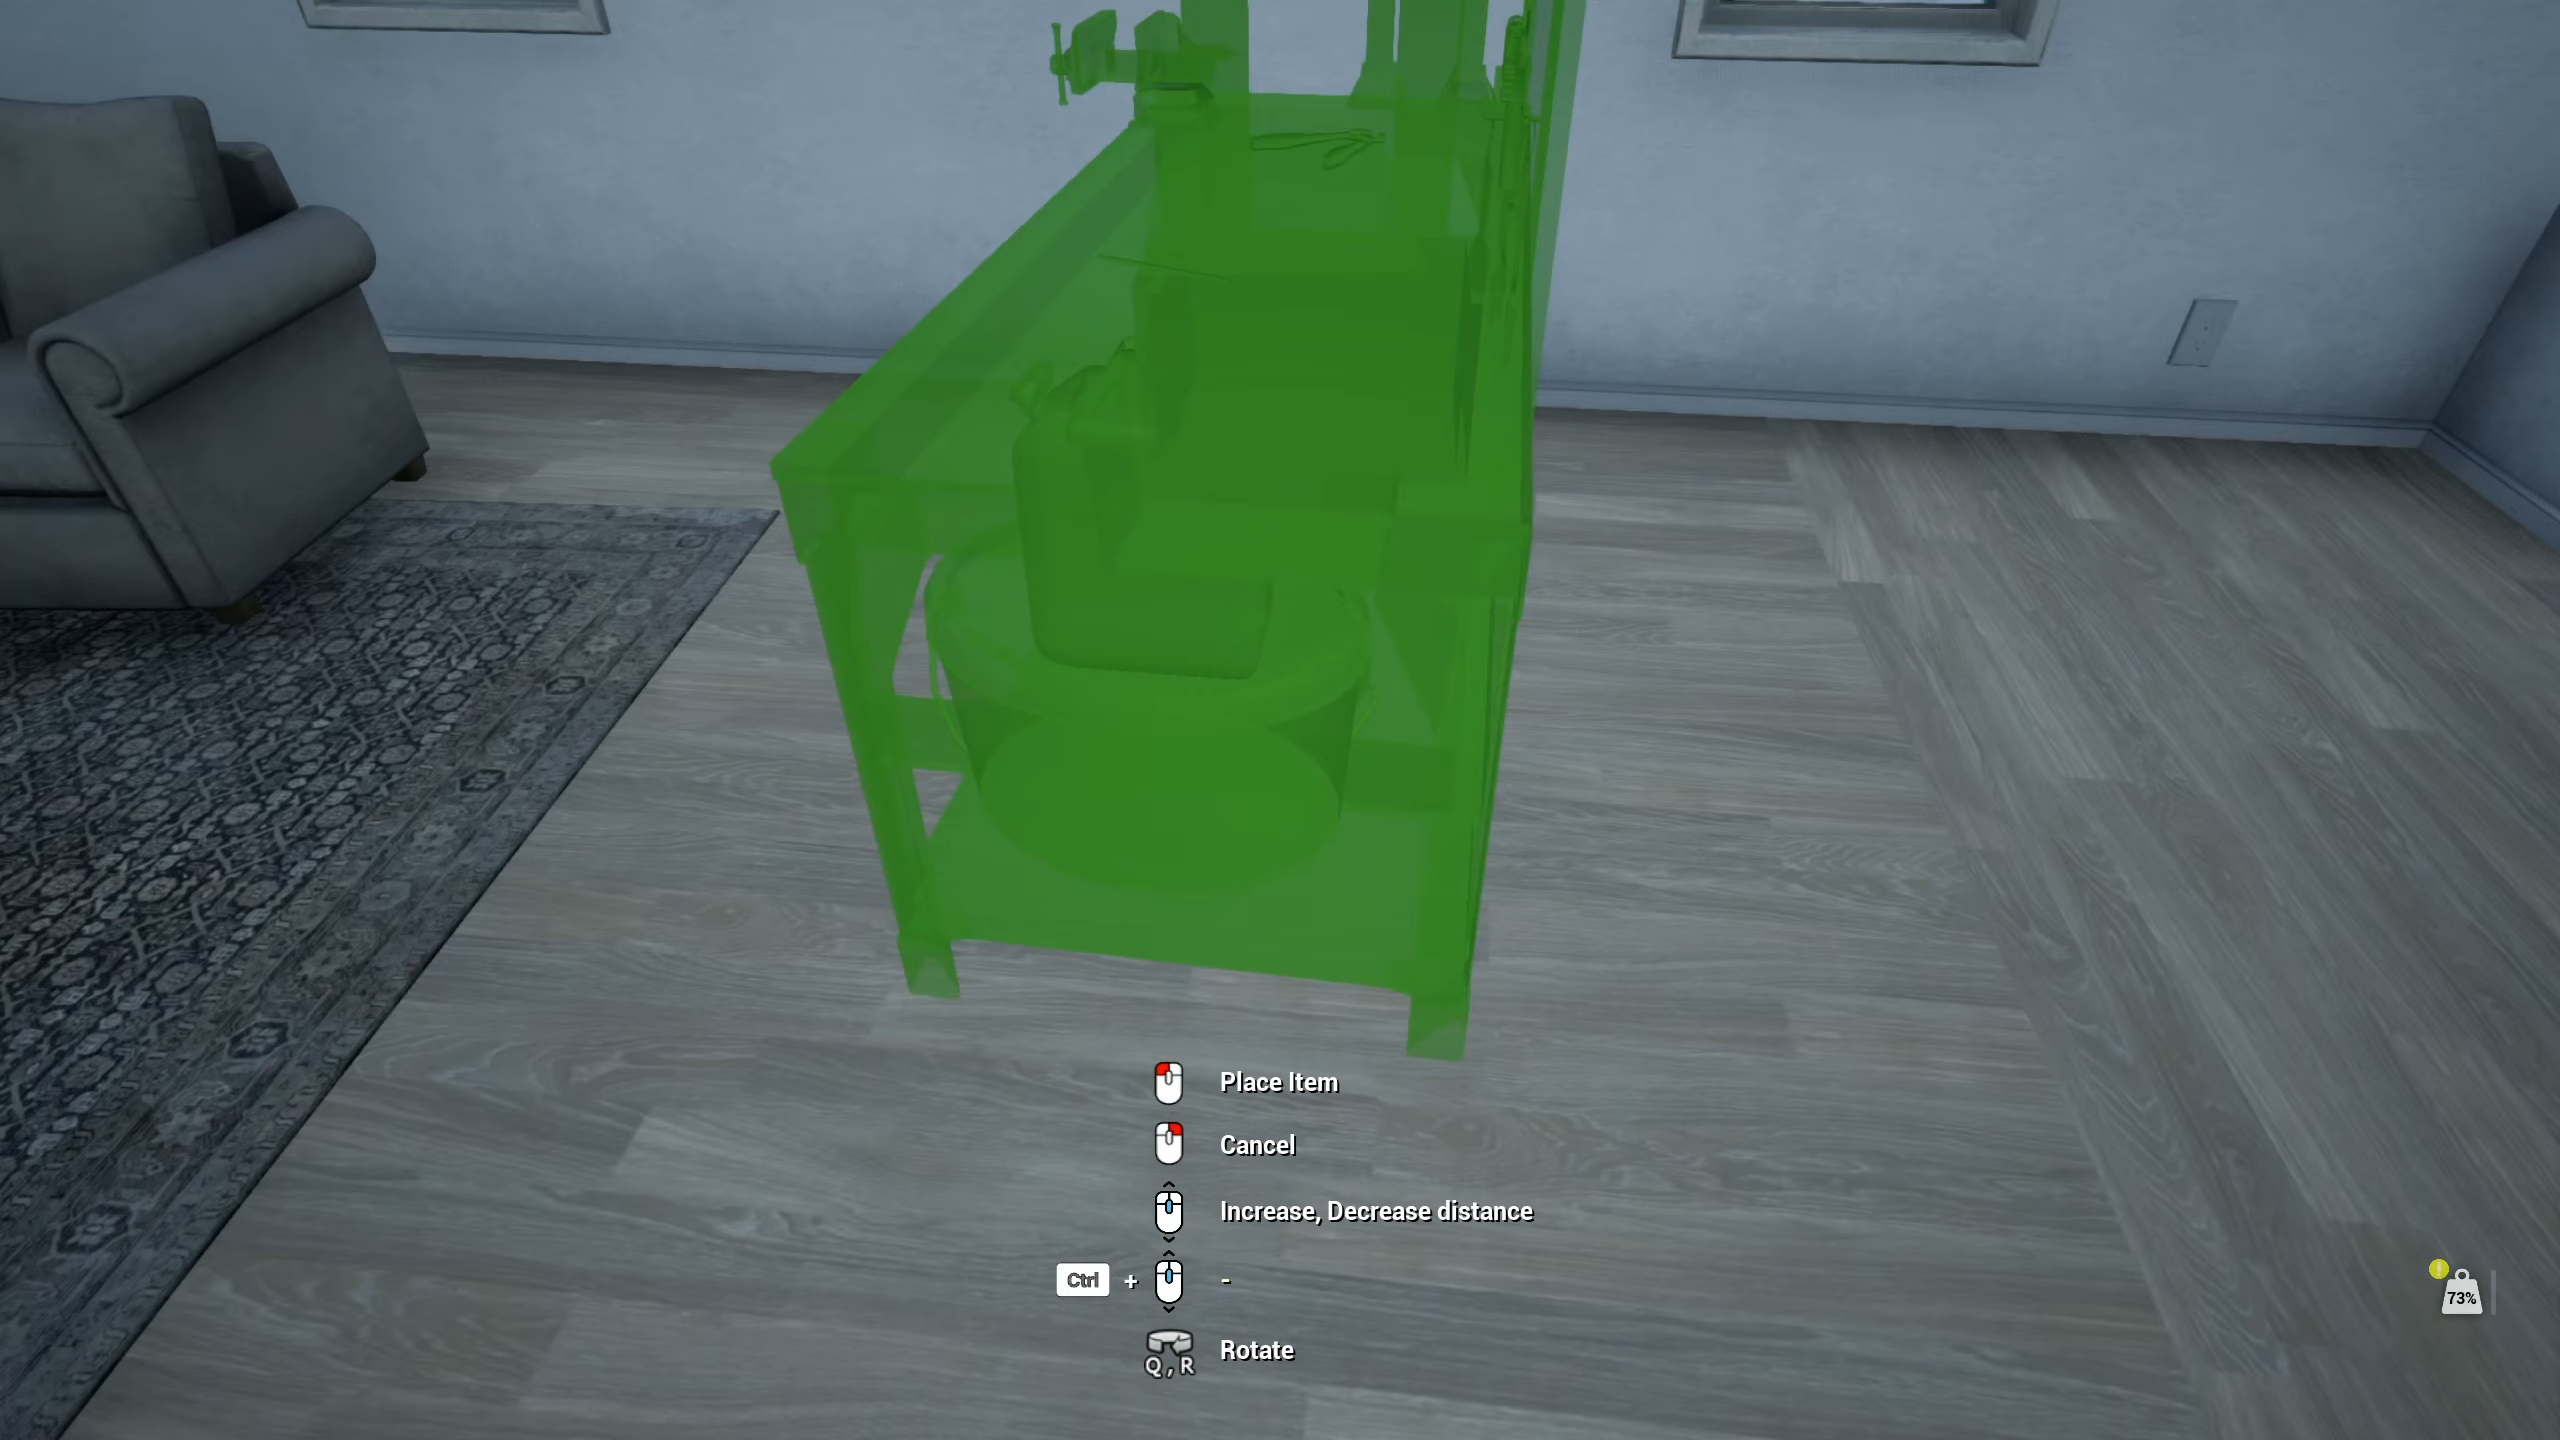 Place Item
Cancel
Increase, Decrease distance
Ctrl + -
Q, R Rotate
! 73%